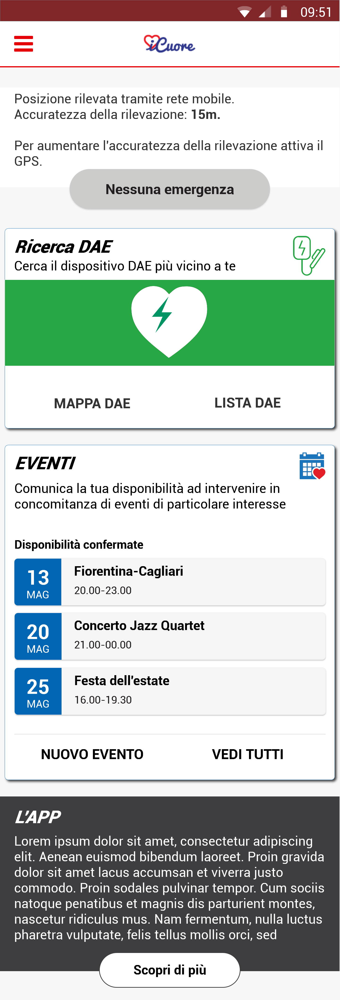 09:51
iCuore
Posizione rilevata tramite rete mobile.
Accuratezza della rilevazione: 15m.
Per aumentare l'accuratezza della rilevazione attiva il
GPS.
Nessuna emergenza
Ricerca DAE
Cerca il dispositivo DAE più vicino a te
MAPPA DAE
LISTA DAE
EVENTI
Comunica la tua disponibilità ad intervenire in
concomitanza di eventi di particolare interesse
Disponibilità confermate
13
MAG
Fiorentina-Cagliari
20.00-23.00
20
MAG
Concerto Jazz Quartet
21.00-00.00
25
MAG
Festa dell'estate
16.00-19.30
NUOVO EVENTO
VEDI TUTTI
L'APP
Lorem ipsum dolor sit amet, consectetur adipiscing
elit. Aenean euismod bibendum laoreet. Proin gravida
dolor sit amet lacus accumsan et viverra justo
commodo. Proin sodales pulvinar tempor. Cum sociis
natoque penatibus et magnis dis parturient montes,
nascetur ridiculus mus. Nam fermentum, nulla luctus
pharetra vulputate, felis tellus mollis orci, sed
Scopri di più